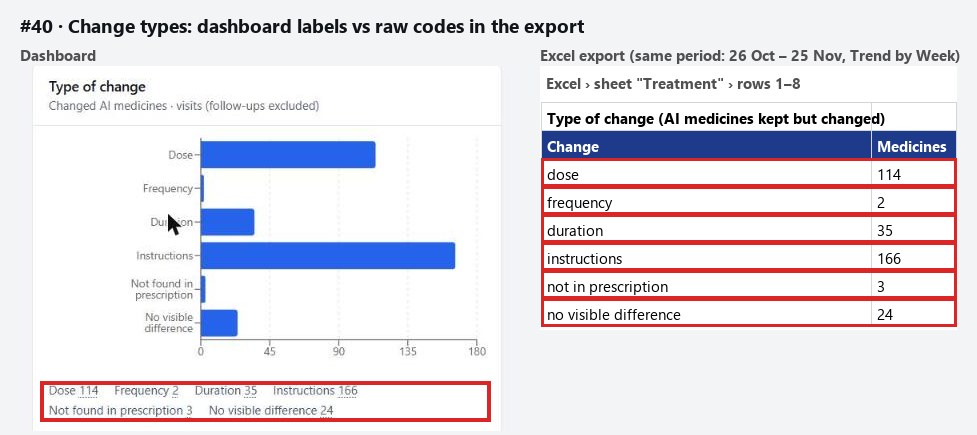 #40 · Change types: dashboard labels vs raw codes in the export
Dashboard
Type of change
Changed AI medicines · visits (follow-ups excluded)
Dose
Frequency
Duration
Instructions
Not found in
prescription
No visible
difference
0 45 90 135 180
Dose 114 Frequency 2 Duration 35 Instructions 166
Not found in prescription 3 No visible difference 24
Excel export (same period: 26 Oct – 25 Nov, Trend by Week)
Excel › sheet "Treatment" › rows 1–8
Type of change (AI medicines kept but changed)
Change Medicines
dose 114
frequency 2
duration 35
instructions 166
not in prescription 3
no visible difference 24